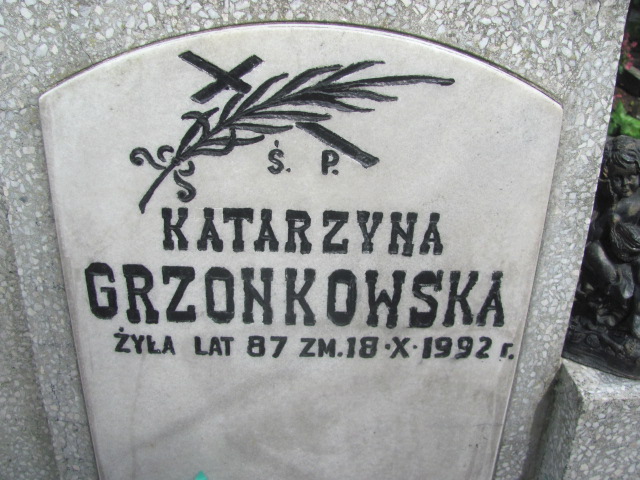 Ś. P.
KATARZYNA
GRZONKOWSKA
ŻYŁA LAT 87 ZM. 18·X·1992 r.